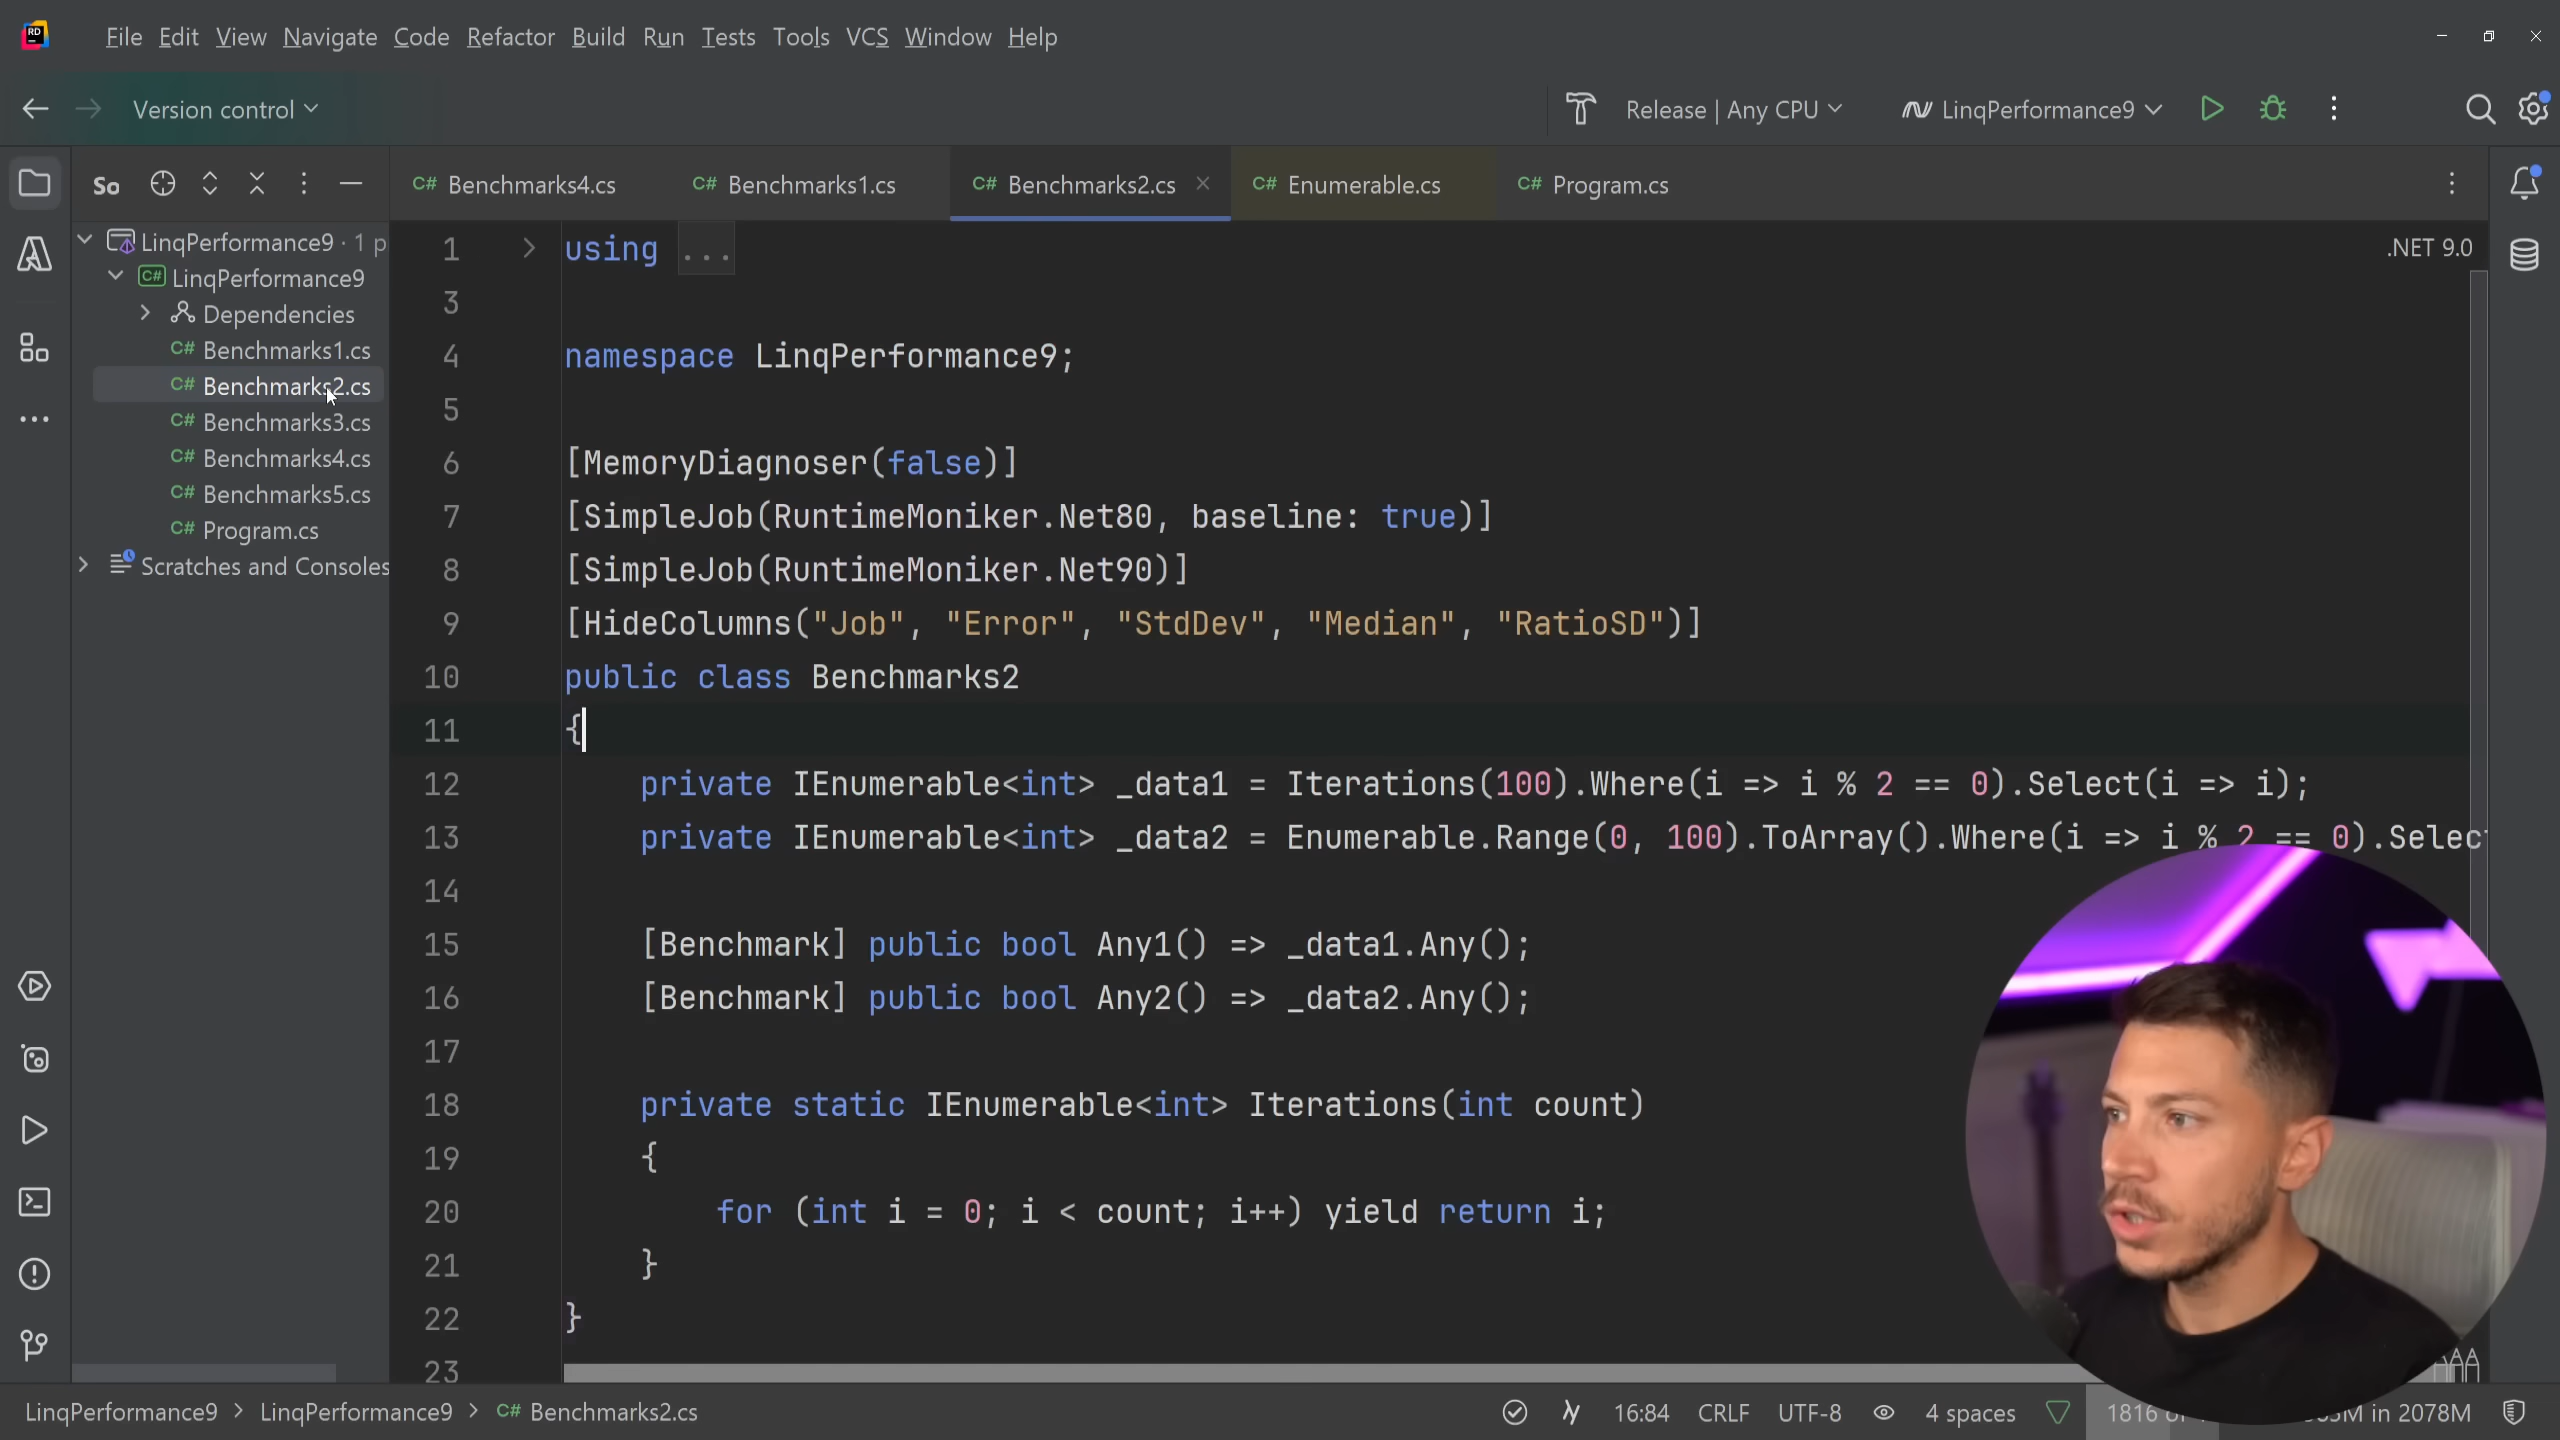 RD
File Edit View Navigate Code Refactor Build Run Tests Tools VCS Window Help
Version control
Release | Any CPU
LinqPerformance9
So
C# Benchmarks4.cs
C# Benchmarks1.cs
C# Benchmarks2.cs
C# Enumerable.cs
C# Program.cs
LinqPerformance9 · 1 p
C# LinqPerformance9
Dependencies
C# Benchmarks1.cs
C# Benchmarks2.cs
C# Benchmarks3.cs
C# Benchmarks4.cs
C# Benchmarks5.cs
C# Program.cs
Scratches and Consoles
.NET 9.0
1 using ...
3
4 namespace LinqPerformance9;
5
6 [MemoryDiagnoser(false)]
7 [SimpleJob(RuntimeMoniker.Net80, baseline: true)]
8 [SimpleJob(RuntimeMoniker.Net90)]
9 [HideColumns("Job", "Error", "StdDev", "Median", "RatioSD")]
10 public class Benchmarks2
11 {
12 private IEnumerable<int> _data1 = Iterations(100).Where(i => i % 2 == 0).Select(i => i);
13 private IEnumerable<int> _data2 = Enumerable.Range(0, 100).ToArray().Where(i => i % 2 == 0).Selec
14
15 [Benchmark] public bool Any1() => _data1.Any();
16 [Benchmark] public bool Any2() => _data2.Any();
17
18 private static IEnumerable<int> Iterations(int count)
19 {
20 for (int i = 0; i < count; i++) yield return i;
21 }
22 }
23
LinqPerformance9 > LinqPerformance9 > C# Benchmarks2.cs
16:84 CRLF UTF-8 4 spaces 1816 in 2078M